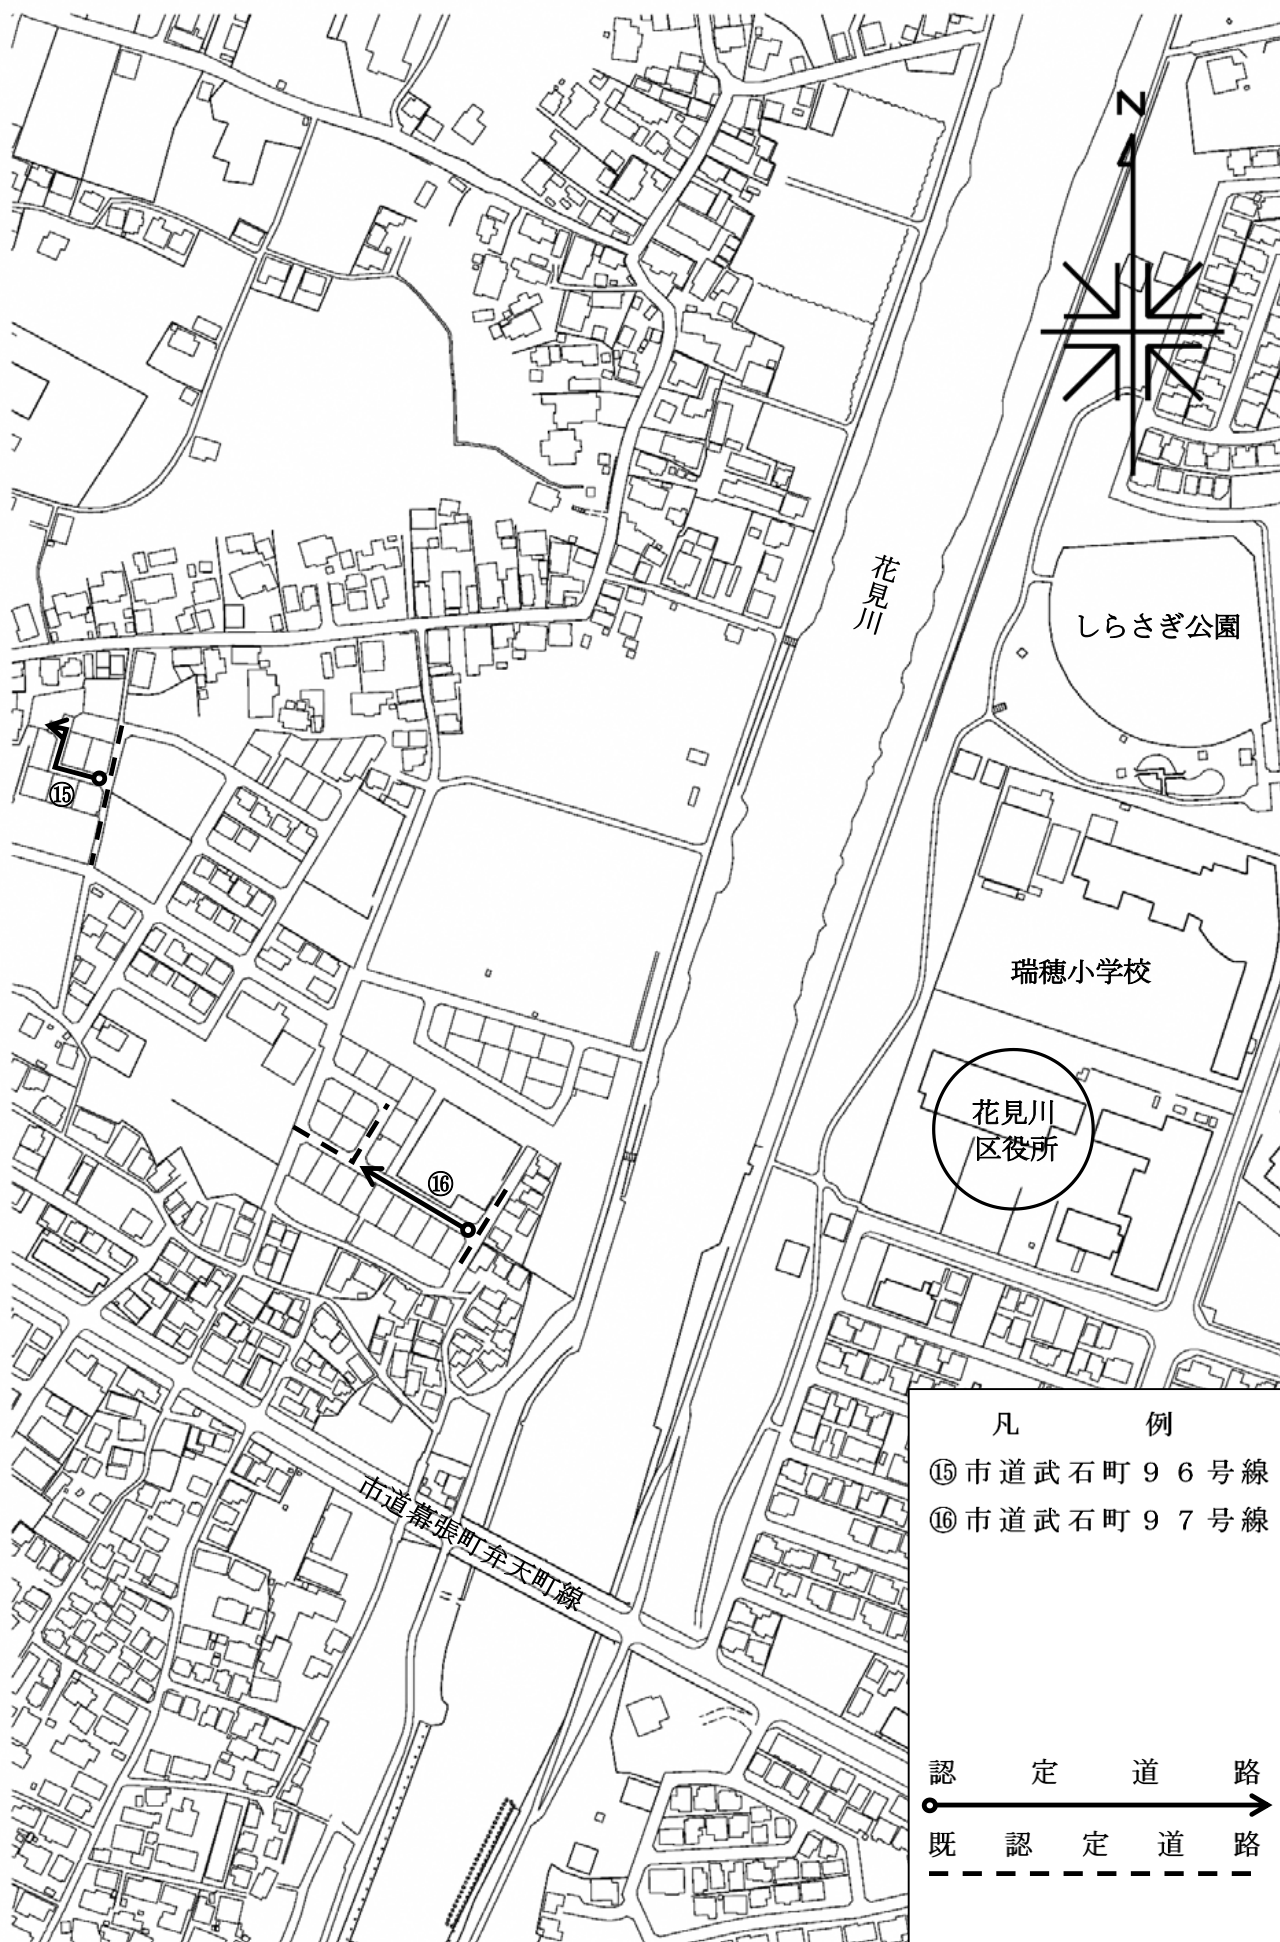 N
花見川
しらさぎ公園
⑮
瑞穂小学校
花見川
区役所
⑯
市道幕張町弁天町線
凡 例
⑮市道武石町９６号線
⑯市道武石町９７号線
認定道路
既認定道路